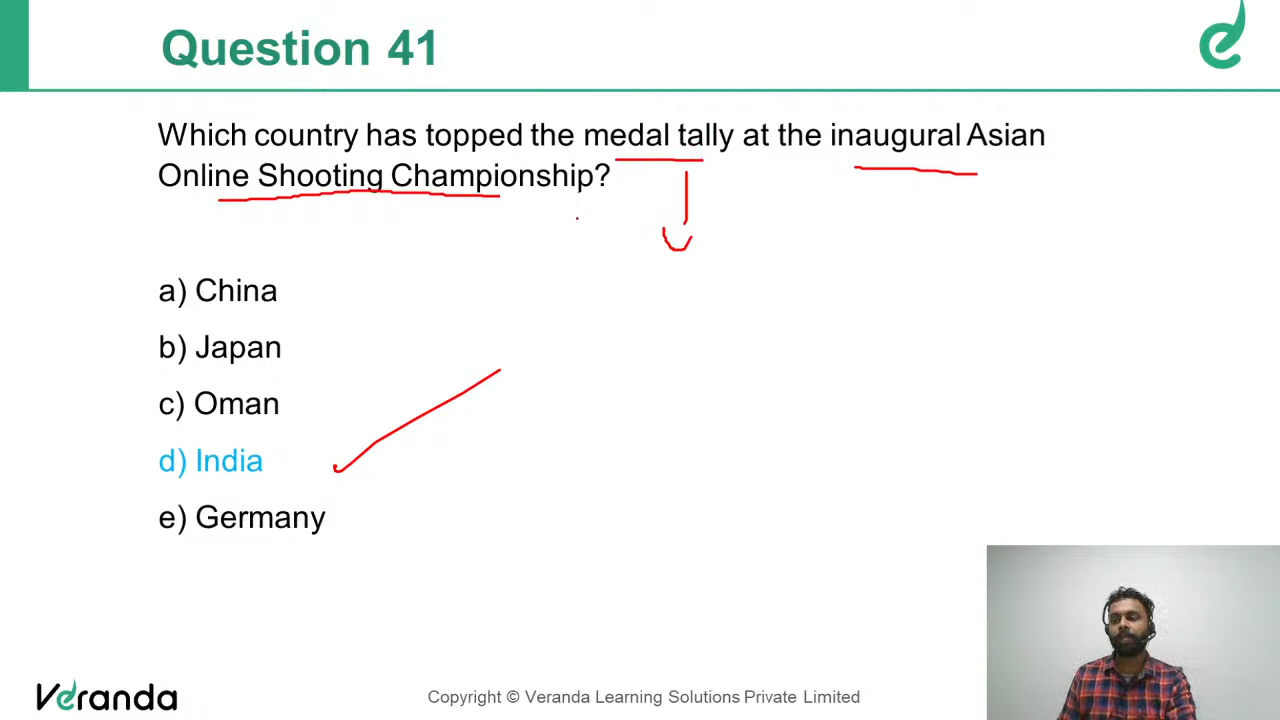 Question 41
Which country has topped the medal tally at the inaugural Asian
Online Shooting Championship?
a) China
b) Japan
c) Oman
d) India
e) Germany
Veranda
Copyright © Veranda Learning Solutions Private Limited